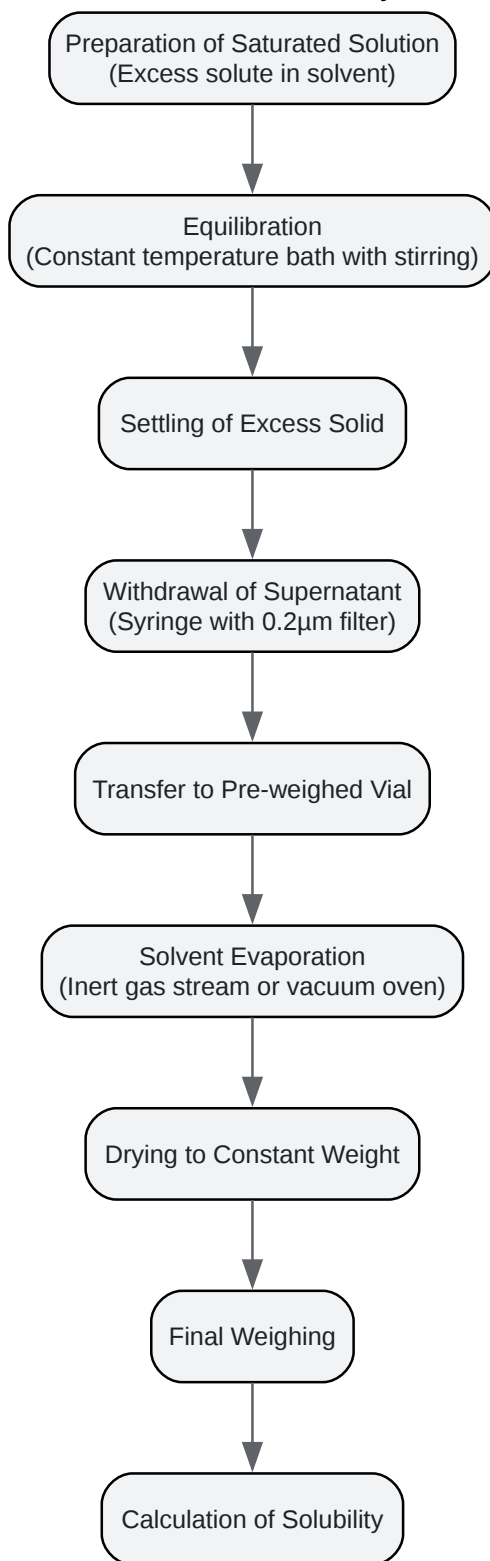 Preparation of Saturated Solution
(Excess solute in solvent)
Equilibration
(Constant temperature bath with stirring)
Settling of Excess Solid
Withdrawal of Supernatant
(Syringe with 0.2µm filter)
Transfer to Pre-weighed Vial
Solvent Evaporation
(Inert gas stream or vacuum oven)
Drying to Constant Weight
Final Weighing
Calculation of Solubility